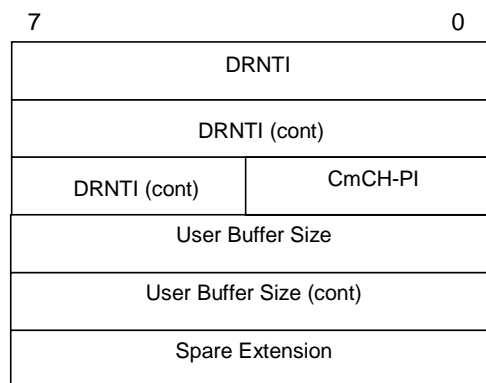 7 0
DRNTI
DRNTI (cont)
DRNTI (cont) CmCH-PI
User Buffer Size
User Buffer Size (cont)
Spare Extension